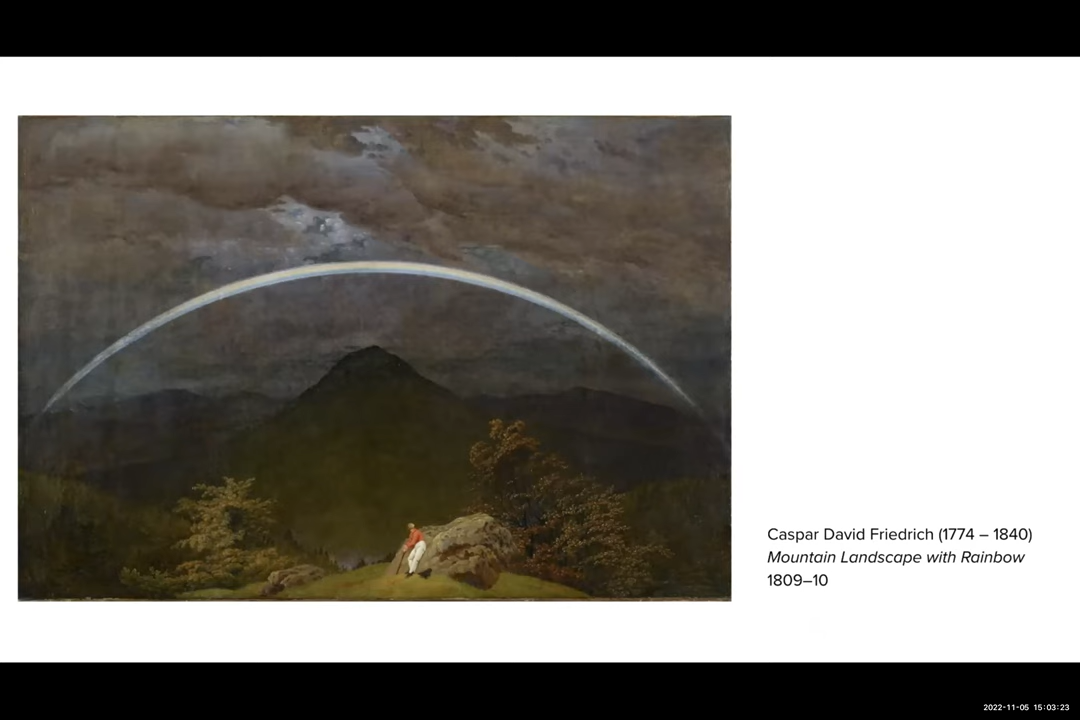 Caspar David Friedrich (1774 – 1840)
Mountain Landscape with Rainbow
1809–10
2022-11-05 15:03:23